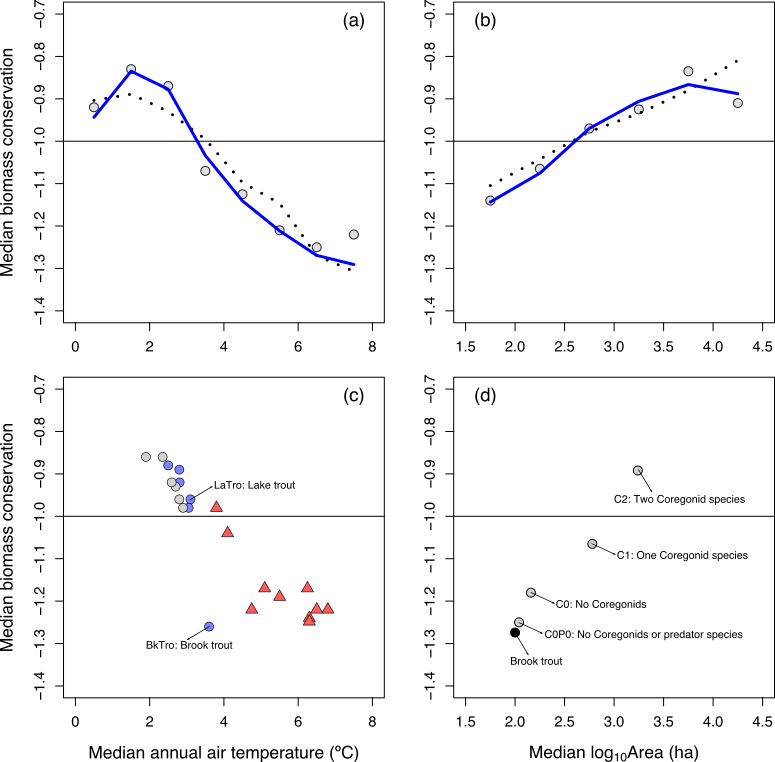 (a)
Median biomass conservation
−0.7
−0.8
−0.9
−1.0
−1.1
−1.2
−1.3
−1.4
0 2 4 6 8
(b)
−0.7
−0.8
−0.9
−1.0
−1.1
−1.2
−1.3
−1.4
1.5 2.0 2.5 3.0 3.5 4.0 4.5
(c)
Median biomass conservation
−0.7
−0.8
−0.9
−1.0
−1.1
−1.2
−1.3
−1.4
LaTro: Lake trout
BkTro: Brook trout
0 2 4 6 8
Median annual air temperature (ºC)
(d)
−0.7
−0.8
−0.9
−1.0
−1.1
−1.2
−1.3
−1.4
C2: Two Coregonid species
C1: One Coregonid species
C0: No Coregonids
C0P0: No Coregonids or predator species
Brook trout
1.5 2.0 2.5 3.0 3.5 4.0 4.5
Median log₁₀Area (ha)